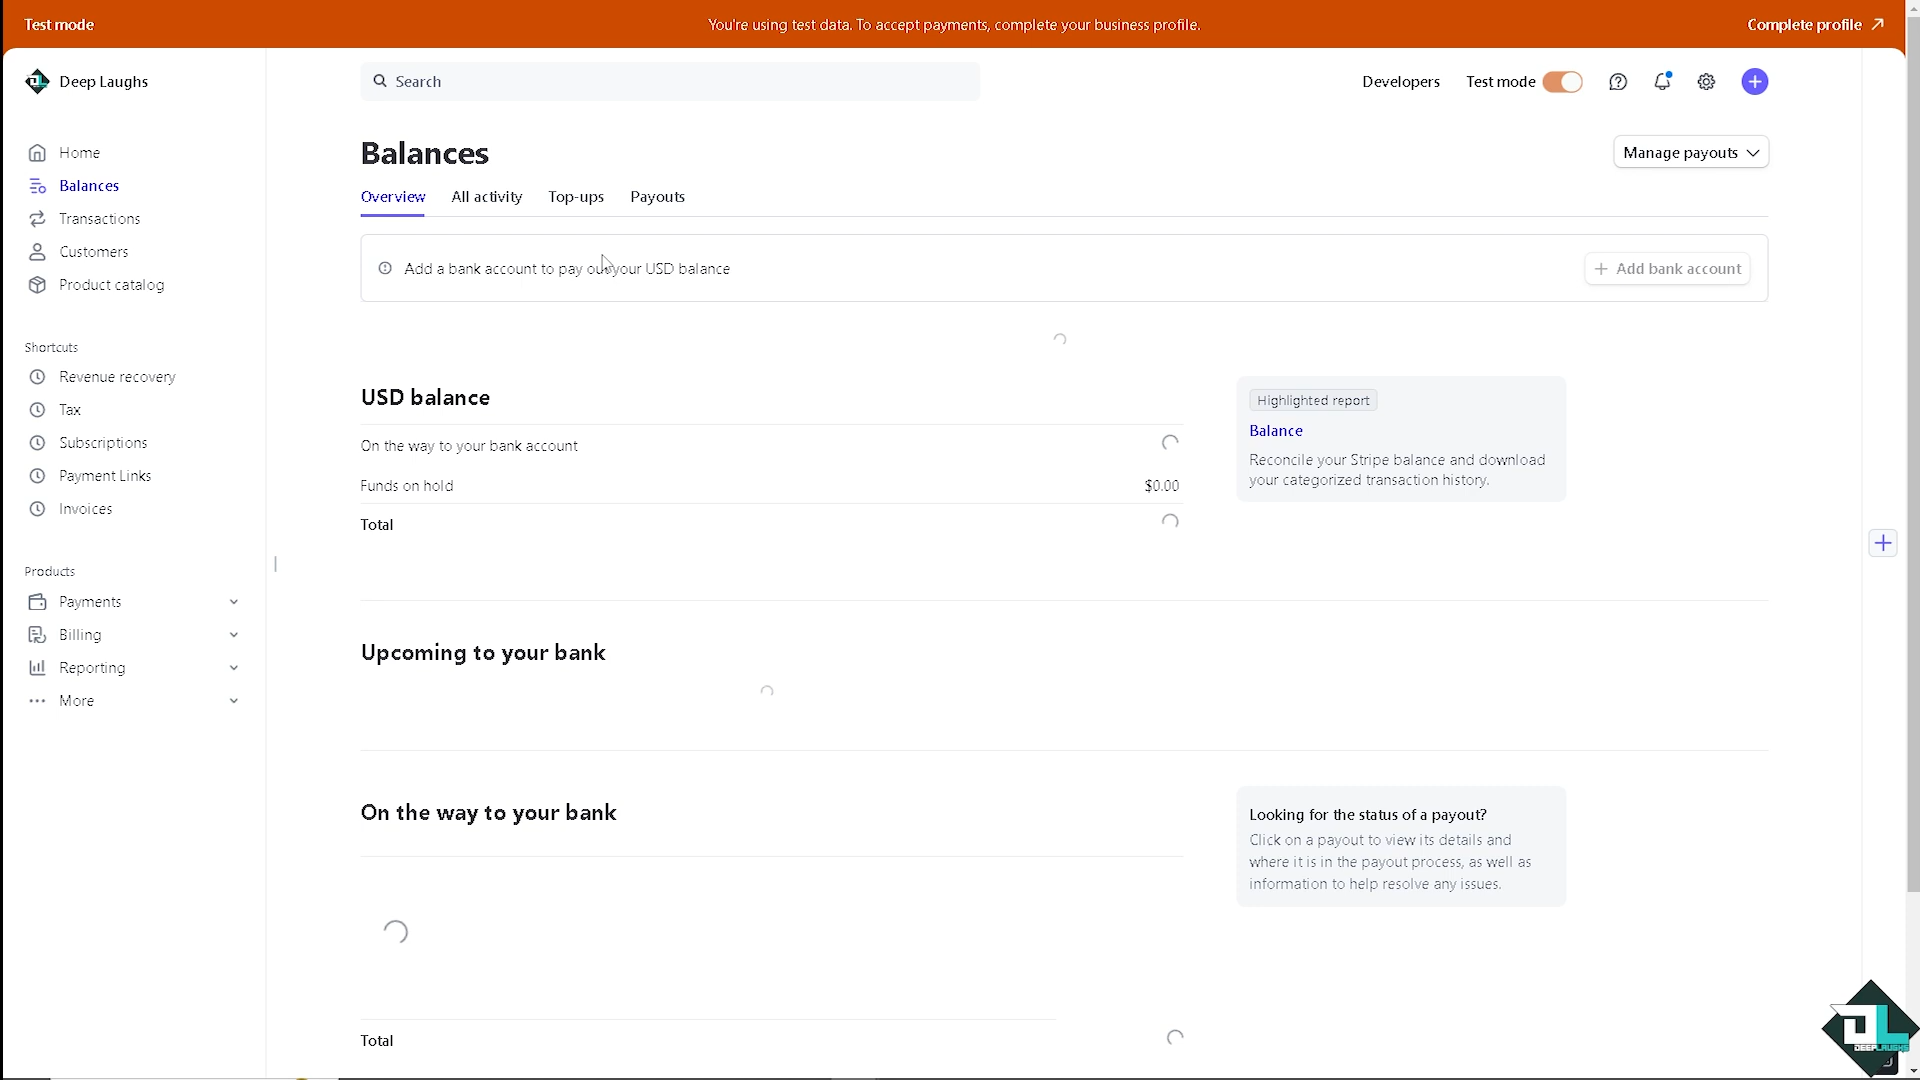 Test mode
You're using test data. To accept payments, complete your business profile.
Complete profile
Deep Laughs
Search
Developers
Test mode
Home
Balances
Transactions
Customers
Product catalog
Shortcuts
Revenue recovery
Tax
Subscriptions
Payment Links
Invoices
Products
Payments
Billing
Reporting
More
Balances
Manage payouts
Overview
All activity
Top-ups
Payouts
Add a bank account to pay out your USD balance
Add bank account
USD balance
On the way to your bank account
Funds on hold
$0.00
Total
Highlighted report
Balance
Reconcile your Stripe balance and download
your categorized transaction history.
Upcoming to your bank
On the way to your bank
Looking for the status of a payout?
Click on a payout to view its details and
where it is in the payout process, as well as
information to help resolve any issues.
Total
DL
DEEPLAUGHS